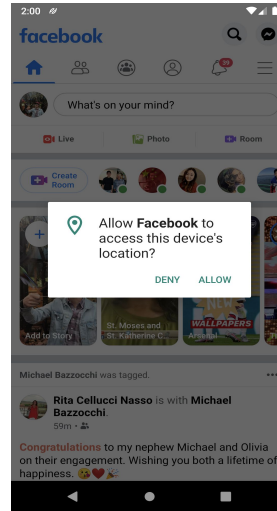 2:00
facebook
39
What's on your mind?
Live
Photo
Room
Create
Room
Allow Facebook to
access this device's
location?
DENY
ALLOW
Add to Story
St. Moses and
St. Katherine C...
Arsenal
NEW
WALLPAPERS
Michael Bazzocchi was tagged.
Rita Cellucci Nasso is with Michael
Bazzocchi.
59m ·
Congratulations to my nephew Michael and Olivia
on their engagement. Wishing you both a lifetime of
happiness. 😘❤️🎉